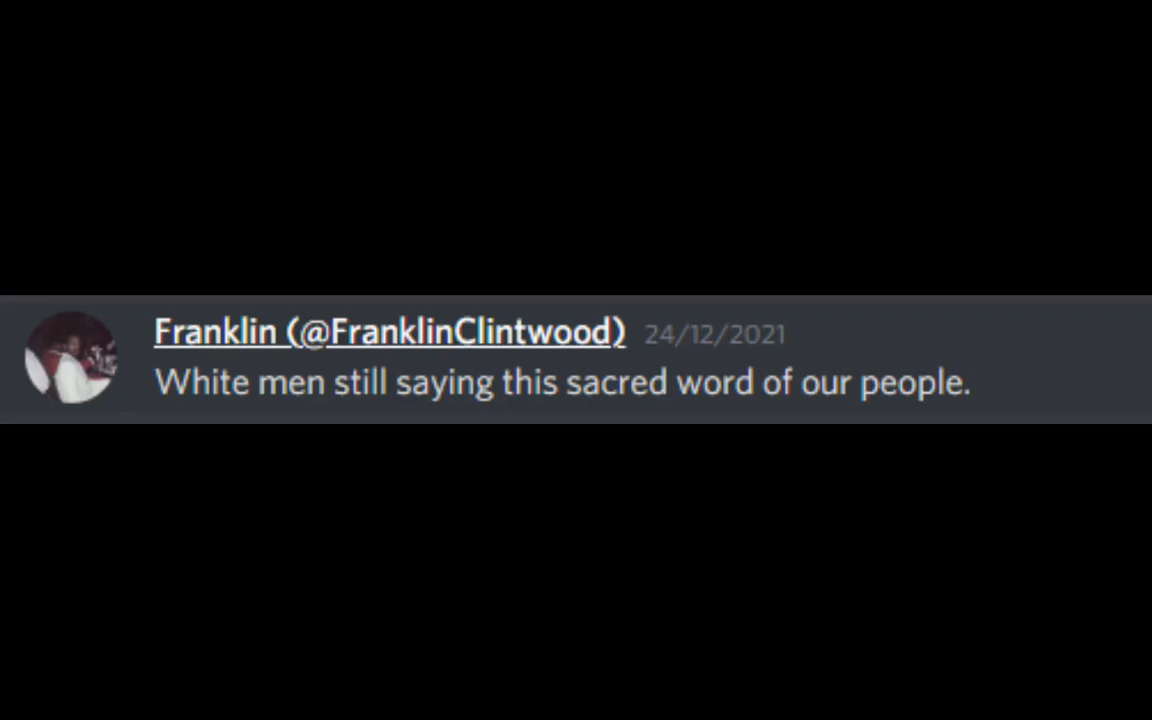 Franklin (@FranklinClintwood) 24/12/2021
White men still saying this sacred word of our people.